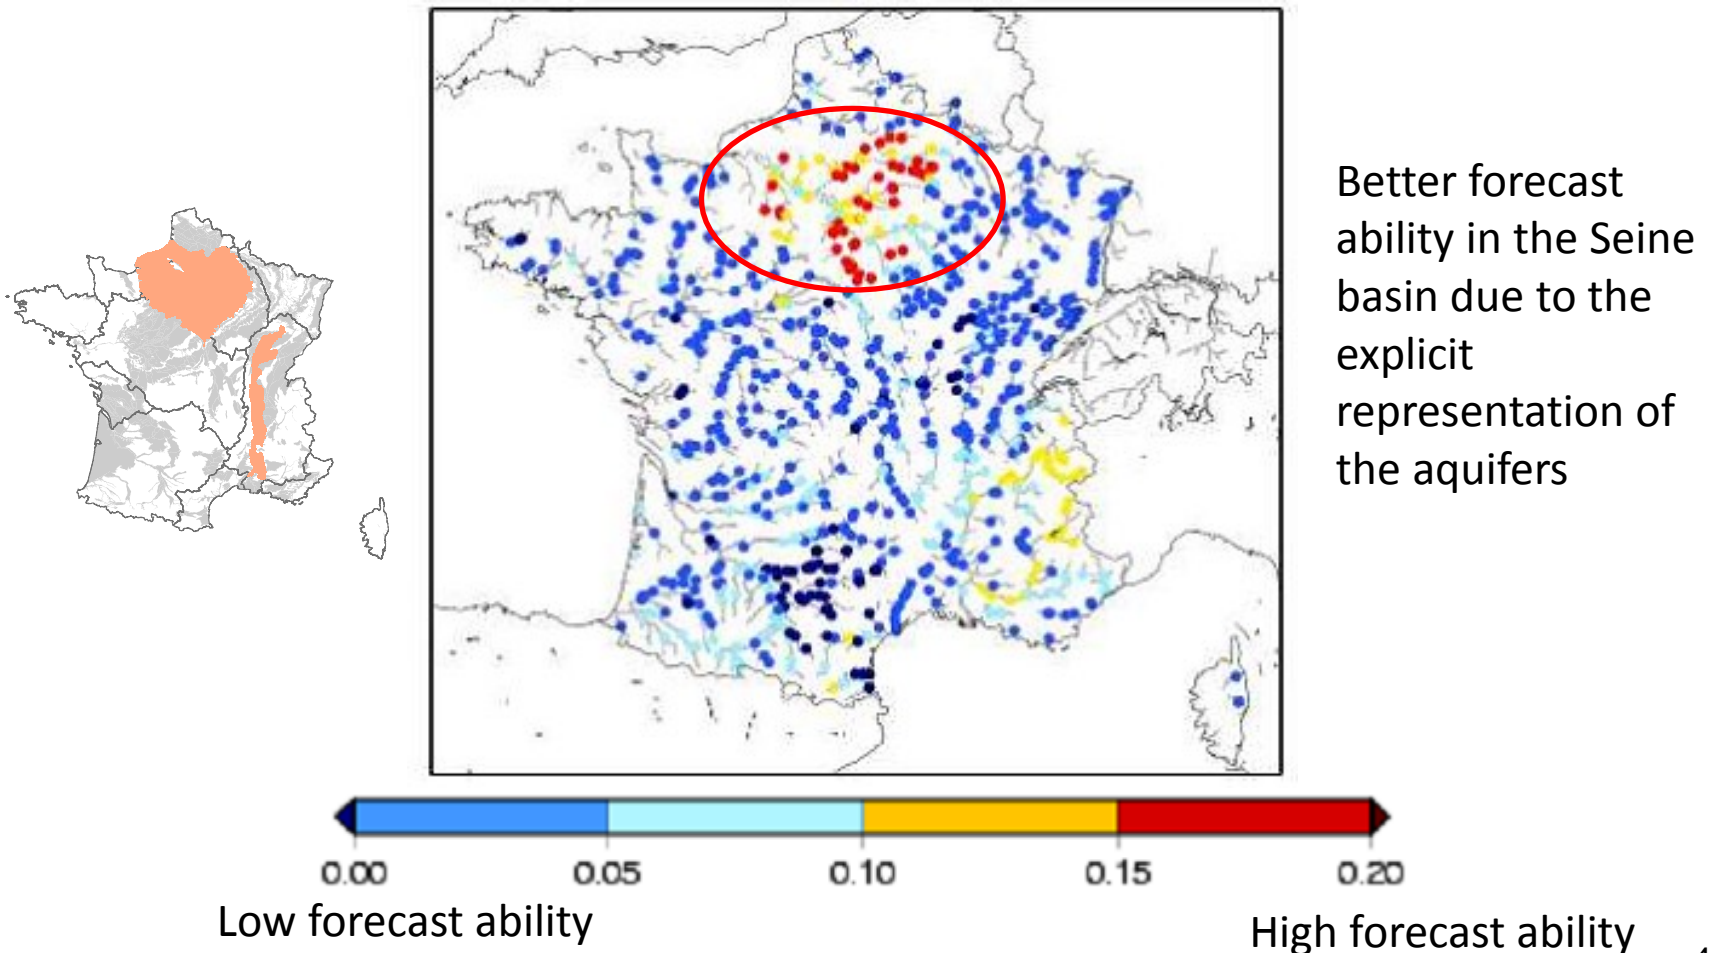 Better forecast
ability in the Seine
basin due to the
explicit
representation of
the aquifers
0.00 0.05 0.10 0.15 0.20
Low forecast ability
High forecast ability